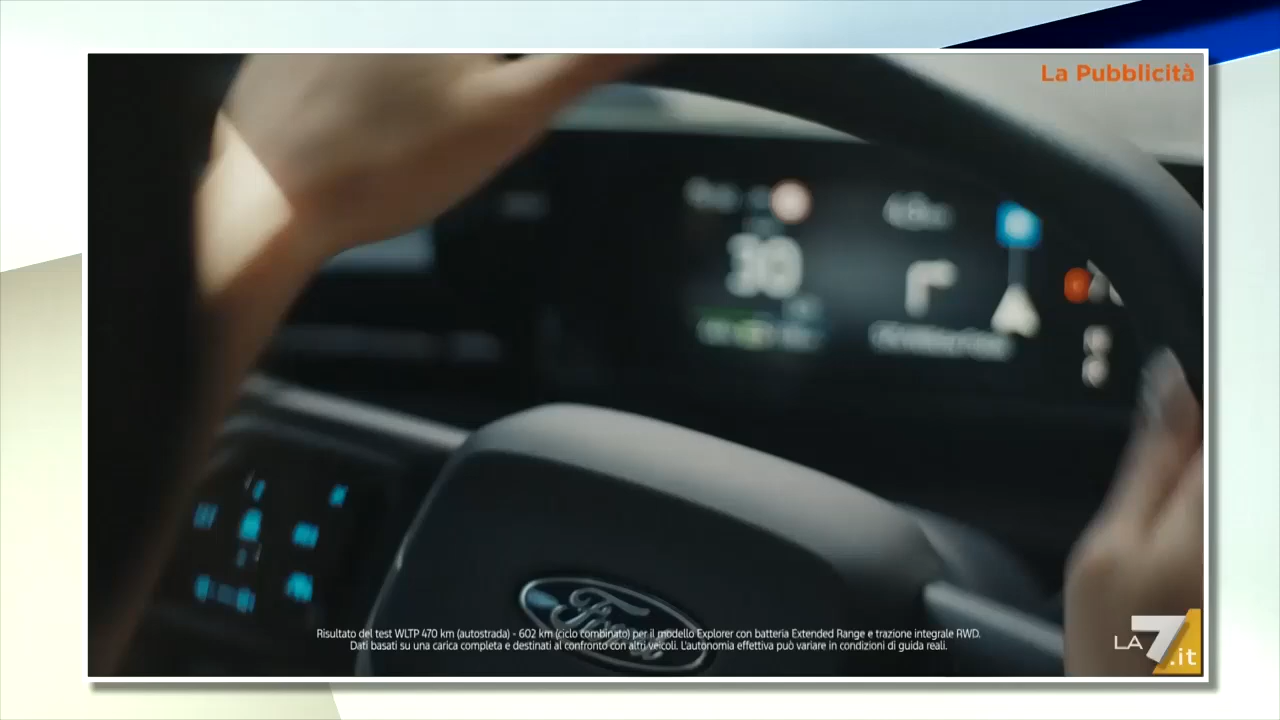 La Pubblicità
30
Ford
Risultato del test WLTP 470 km (autostrada) - 602 km (ciclo combinato) per il modello Explorer con batteria Extended Range e trazione integrale RWD.
Dati basati su una carica completa e destinati al confronto con altri veicoli. L'autonomia effettiva può variare in condizioni di guida reali.
LA7.it